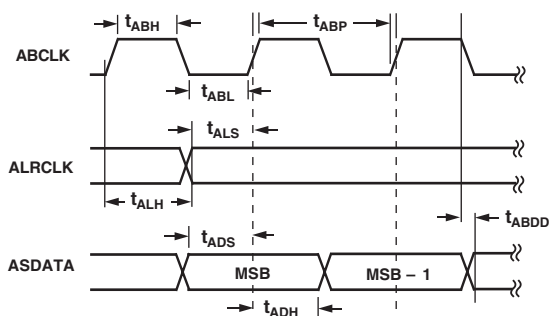 tABH
tABP
ABCLK
tABL
tALS
ALRCLK
tALH
tABDD
tADS
ASDATA
MSB
MSB – 1
tADH